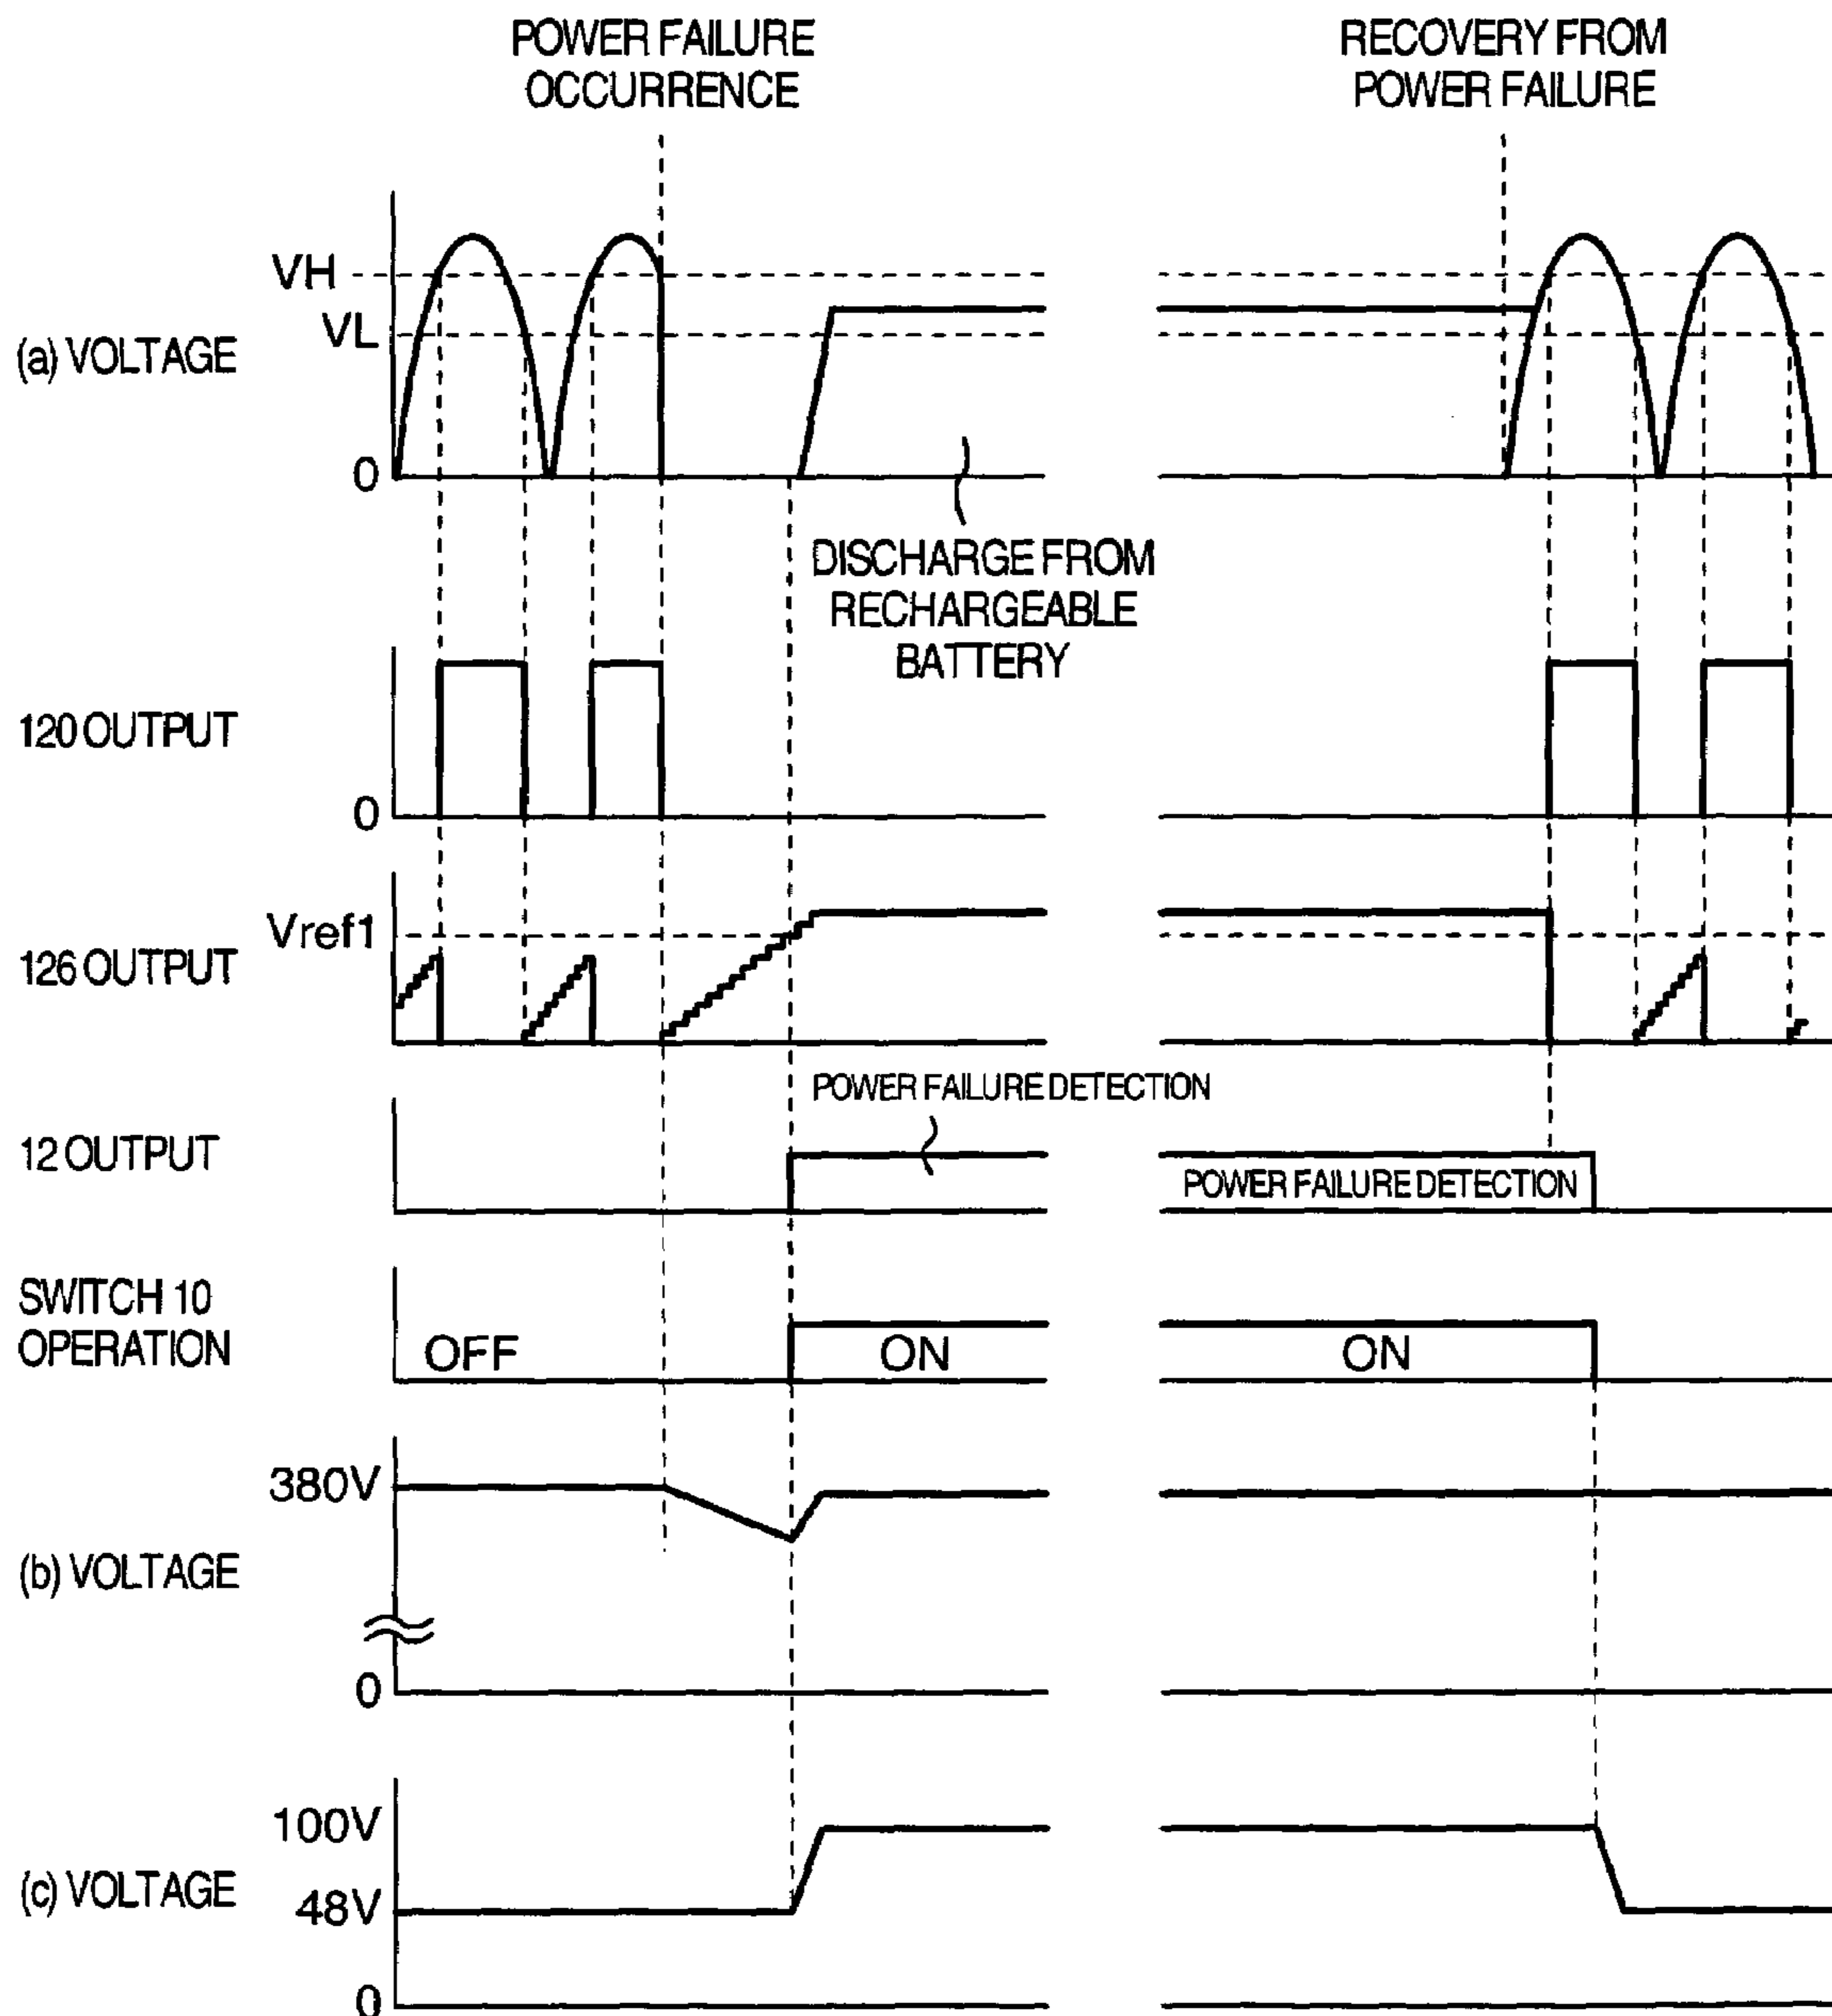 POWER FAILURE
OCCURRENCE
RECOVERY FROM
POWER FAILURE
VH
VL
(a) VOLTAGE
0
DISCHARGE FROM
RECHARGEABLE
BATTERY
120 OUTPUT
0
Vref1
126 OUTPUT
POWER FAILURE DETECTION
12 OUTPUT
POWER FAILURE DETECTION
SWITCH 10
OPERATION
OFF
ON
ON
380V
(b) VOLTAGE
0
100V
(c) VOLTAGE
48V
0